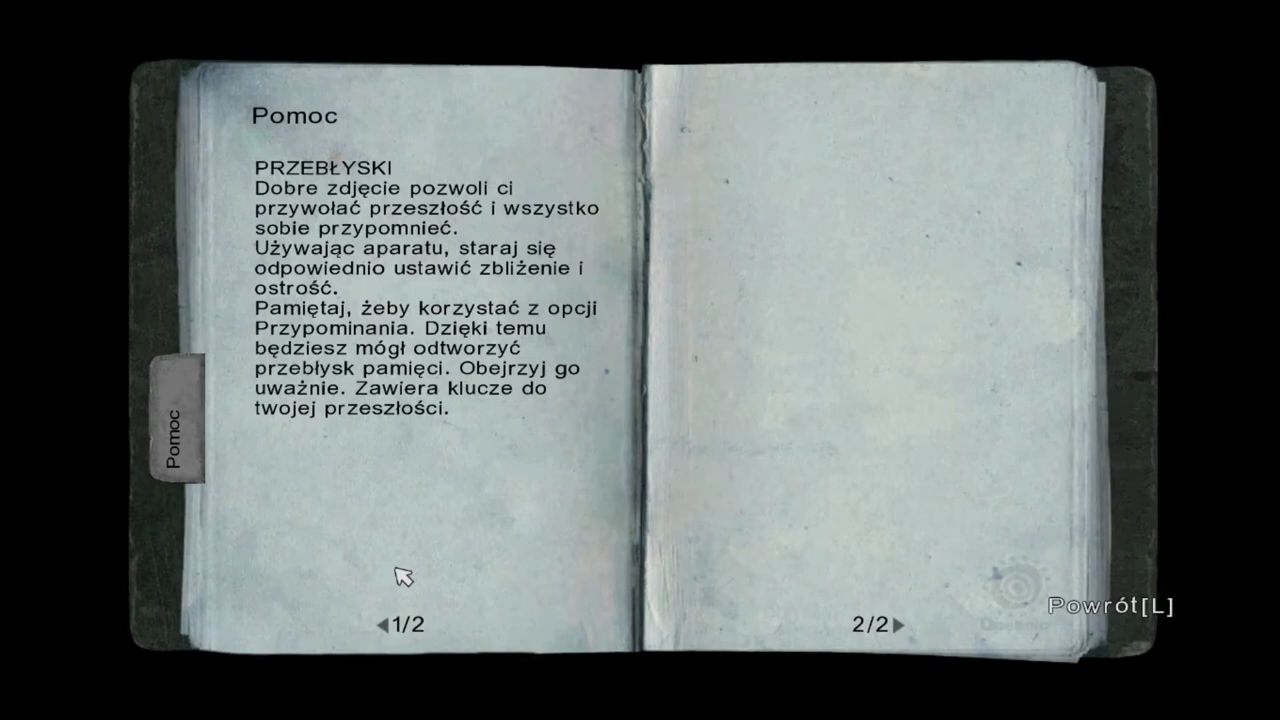 Pomoc
PRZEBŁYSKI
Dobre zdjęcie pozwoli ci
przywołać przeszłość i wszystko
sobie przypomnieć.
Używając aparatu, staraj się
odpowiednio ustawić zbliżenie i
ostrość.
Pamiętaj, żeby korzystać z opcji
Przypominania. Dzięki temu
będziesz mógł odtworzyć
przebłysk pamięci. Obejrzyj go
uważnie. Zawiera klucze do
twojej przeszłości.
Pomoc
1/2
2/2
Powrót[L]
Oceanic